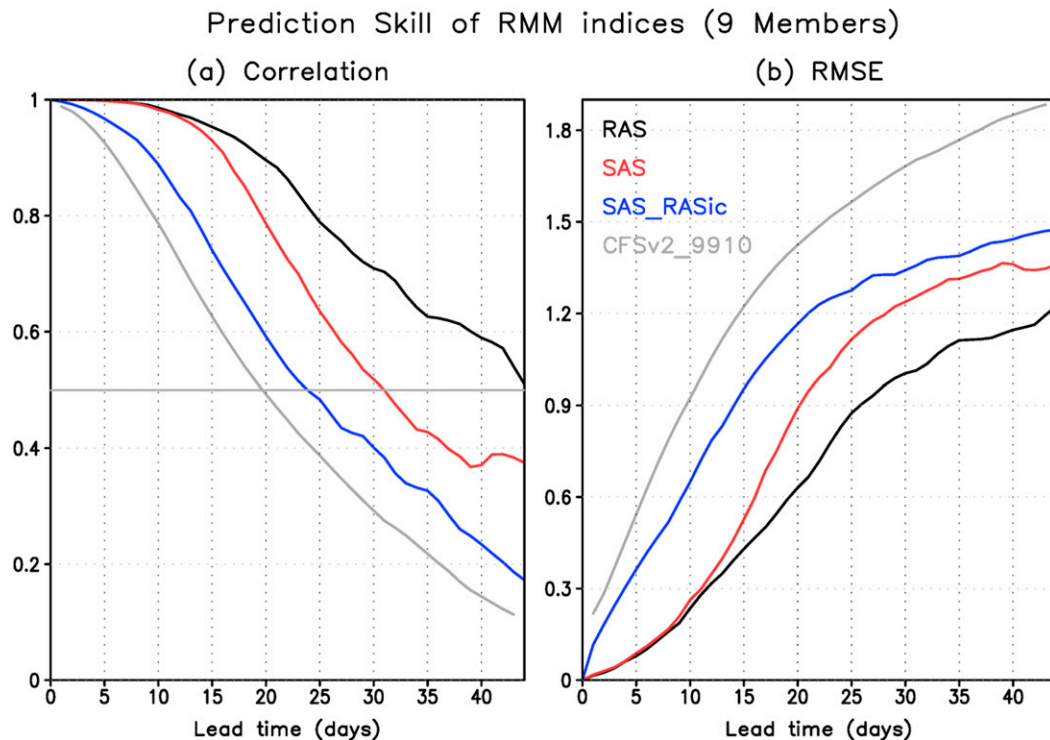 Prediction Skill of RMM indices (9 Members)
(a) Correlation
1
0.8
0.6
0.4
0.2
0
0 5 10 15 20 25 30 35 40
Lead time (days)
(b) RMSE
RAS
SAS
SAS_RASic
CFSv2_9910
1.8
1.5
1.2
0.9
0.6
0.3
0
0 5 10 15 20 25 30 35 40
Lead time (days)